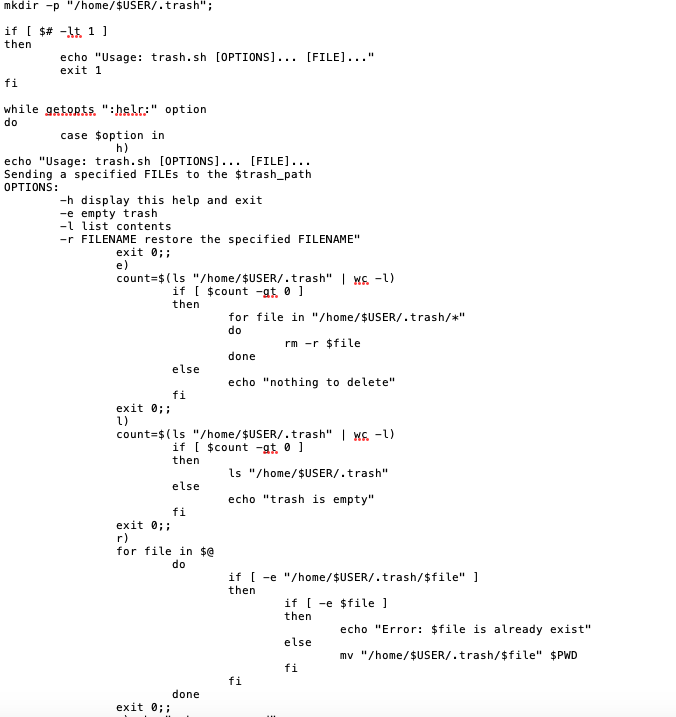 mkdir -p "/home/$USER/.trash";
if [ $# -lt 1 ]
then
echo "Usage: trash.sh [OPTIONS]... [FILE]..."
exit 1
fi
while getopts ":helr:" option
do
case $option in
h)
echo "Usage: trash.sh [OPTIONS]... [FILE]...
Sending a specified FILEs to the $trash_path
OPTIONS:
-h display this help and exit
-e empty trash
-l list contents
-r FILENAME restore the specified FILENAME"
exit 0;;
e)
count=$(ls "/home/$USER/.trash" | wc -l)
if [ $count -gt 0 ]
then
for file in "/home/$USER/.trash/*"
do
rm -r $file
done
else
echo "nothing to delete"
fi
exit 0;;
l)
count=$(ls "/home/$USER/.trash" | wc -l)
if [ $count -gt 0 ]
then
ls "/home/$USER/.trash"
else
echo "trash is empty"
fi
exit 0;;
r)
for file in $@
do
if [ -e "/home/$USER/.trash/$file" ]
then
if [ -e $file ]
then
echo "Error: $file is already exist"
else
mv "/home/$USER/.trash/$file" $PWD
fi
fi
done
exit 0;;